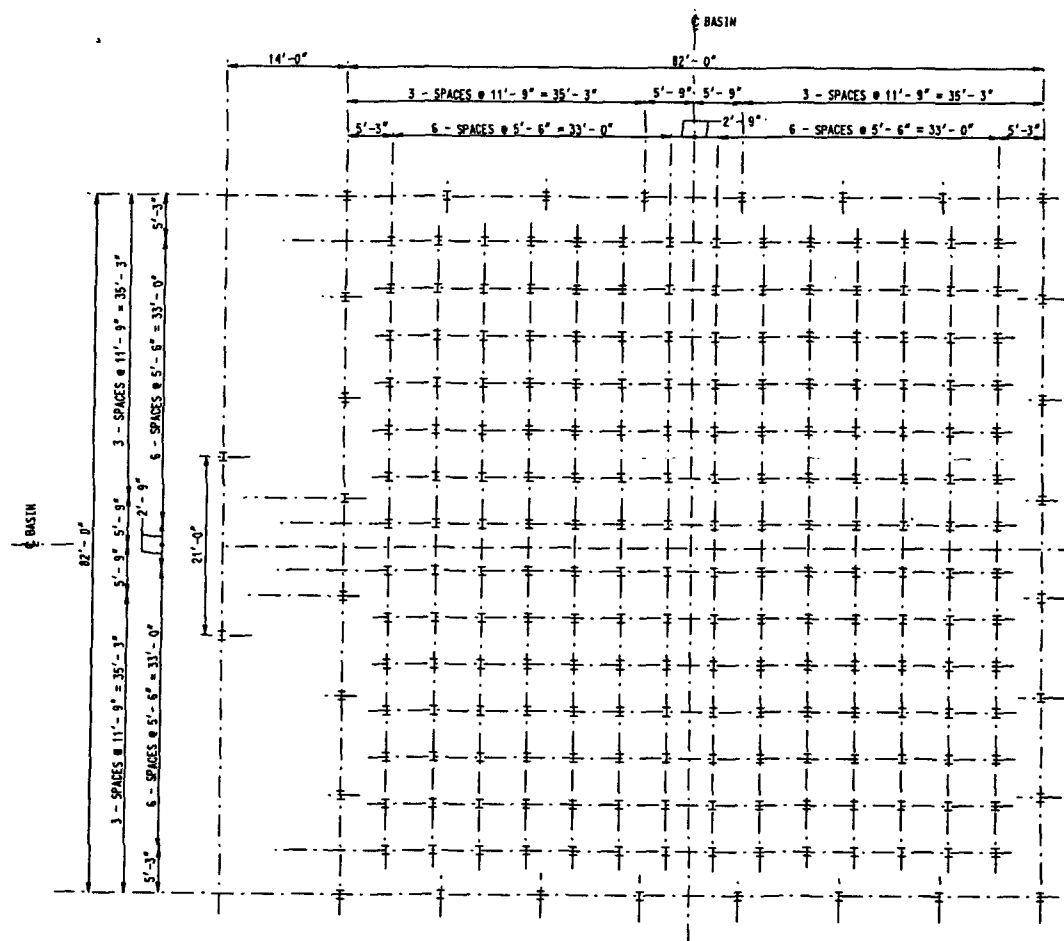 ℄ BASIN
14'-0"
82'-0"
3 - SPACES @ 11'-9" = 35'-3"
5'-9"
5'-9"
3 - SPACES @ 11'-9" = 35'-3"
5'-3"
6 - SPACES @ 5'-6" = 33'-0"
2'-9"
6 - SPACES @ 5'-6" = 33'-0"
5'-3"
82'-0"
3 - SPACES @ 11'-9" = 35'-3"
5'-9"
5'-9"
3 - SPACES @ 11'-9" = 35'-3"
5'-3"
6 - SPACES @ 5'-6" = 33'-0"
2'-9"
6 - SPACES @ 5'-6" = 33'-0"
5'-3"
21'-0"
℄ BASIN